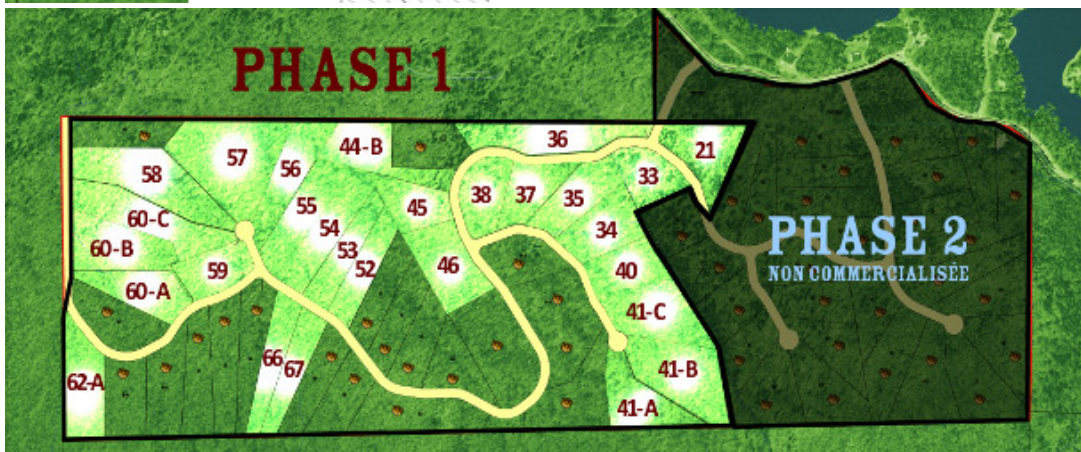 PHASE 1
36
21
44-B
57
56
58
33
38
37
35
45
55
60-C
54
34
60-B
53
52
46
59
40
60-A
41-C
66
67
41-B
62-A
41-A
PHASE 2
NON COMMERCIALISÉE